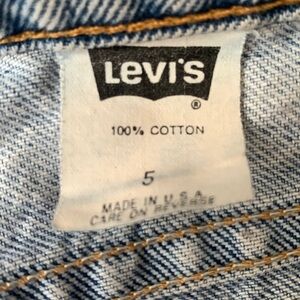 LEVI'S
®
100% COTTON
5
MADE IN U.S.A.
CARE ON REVERSE